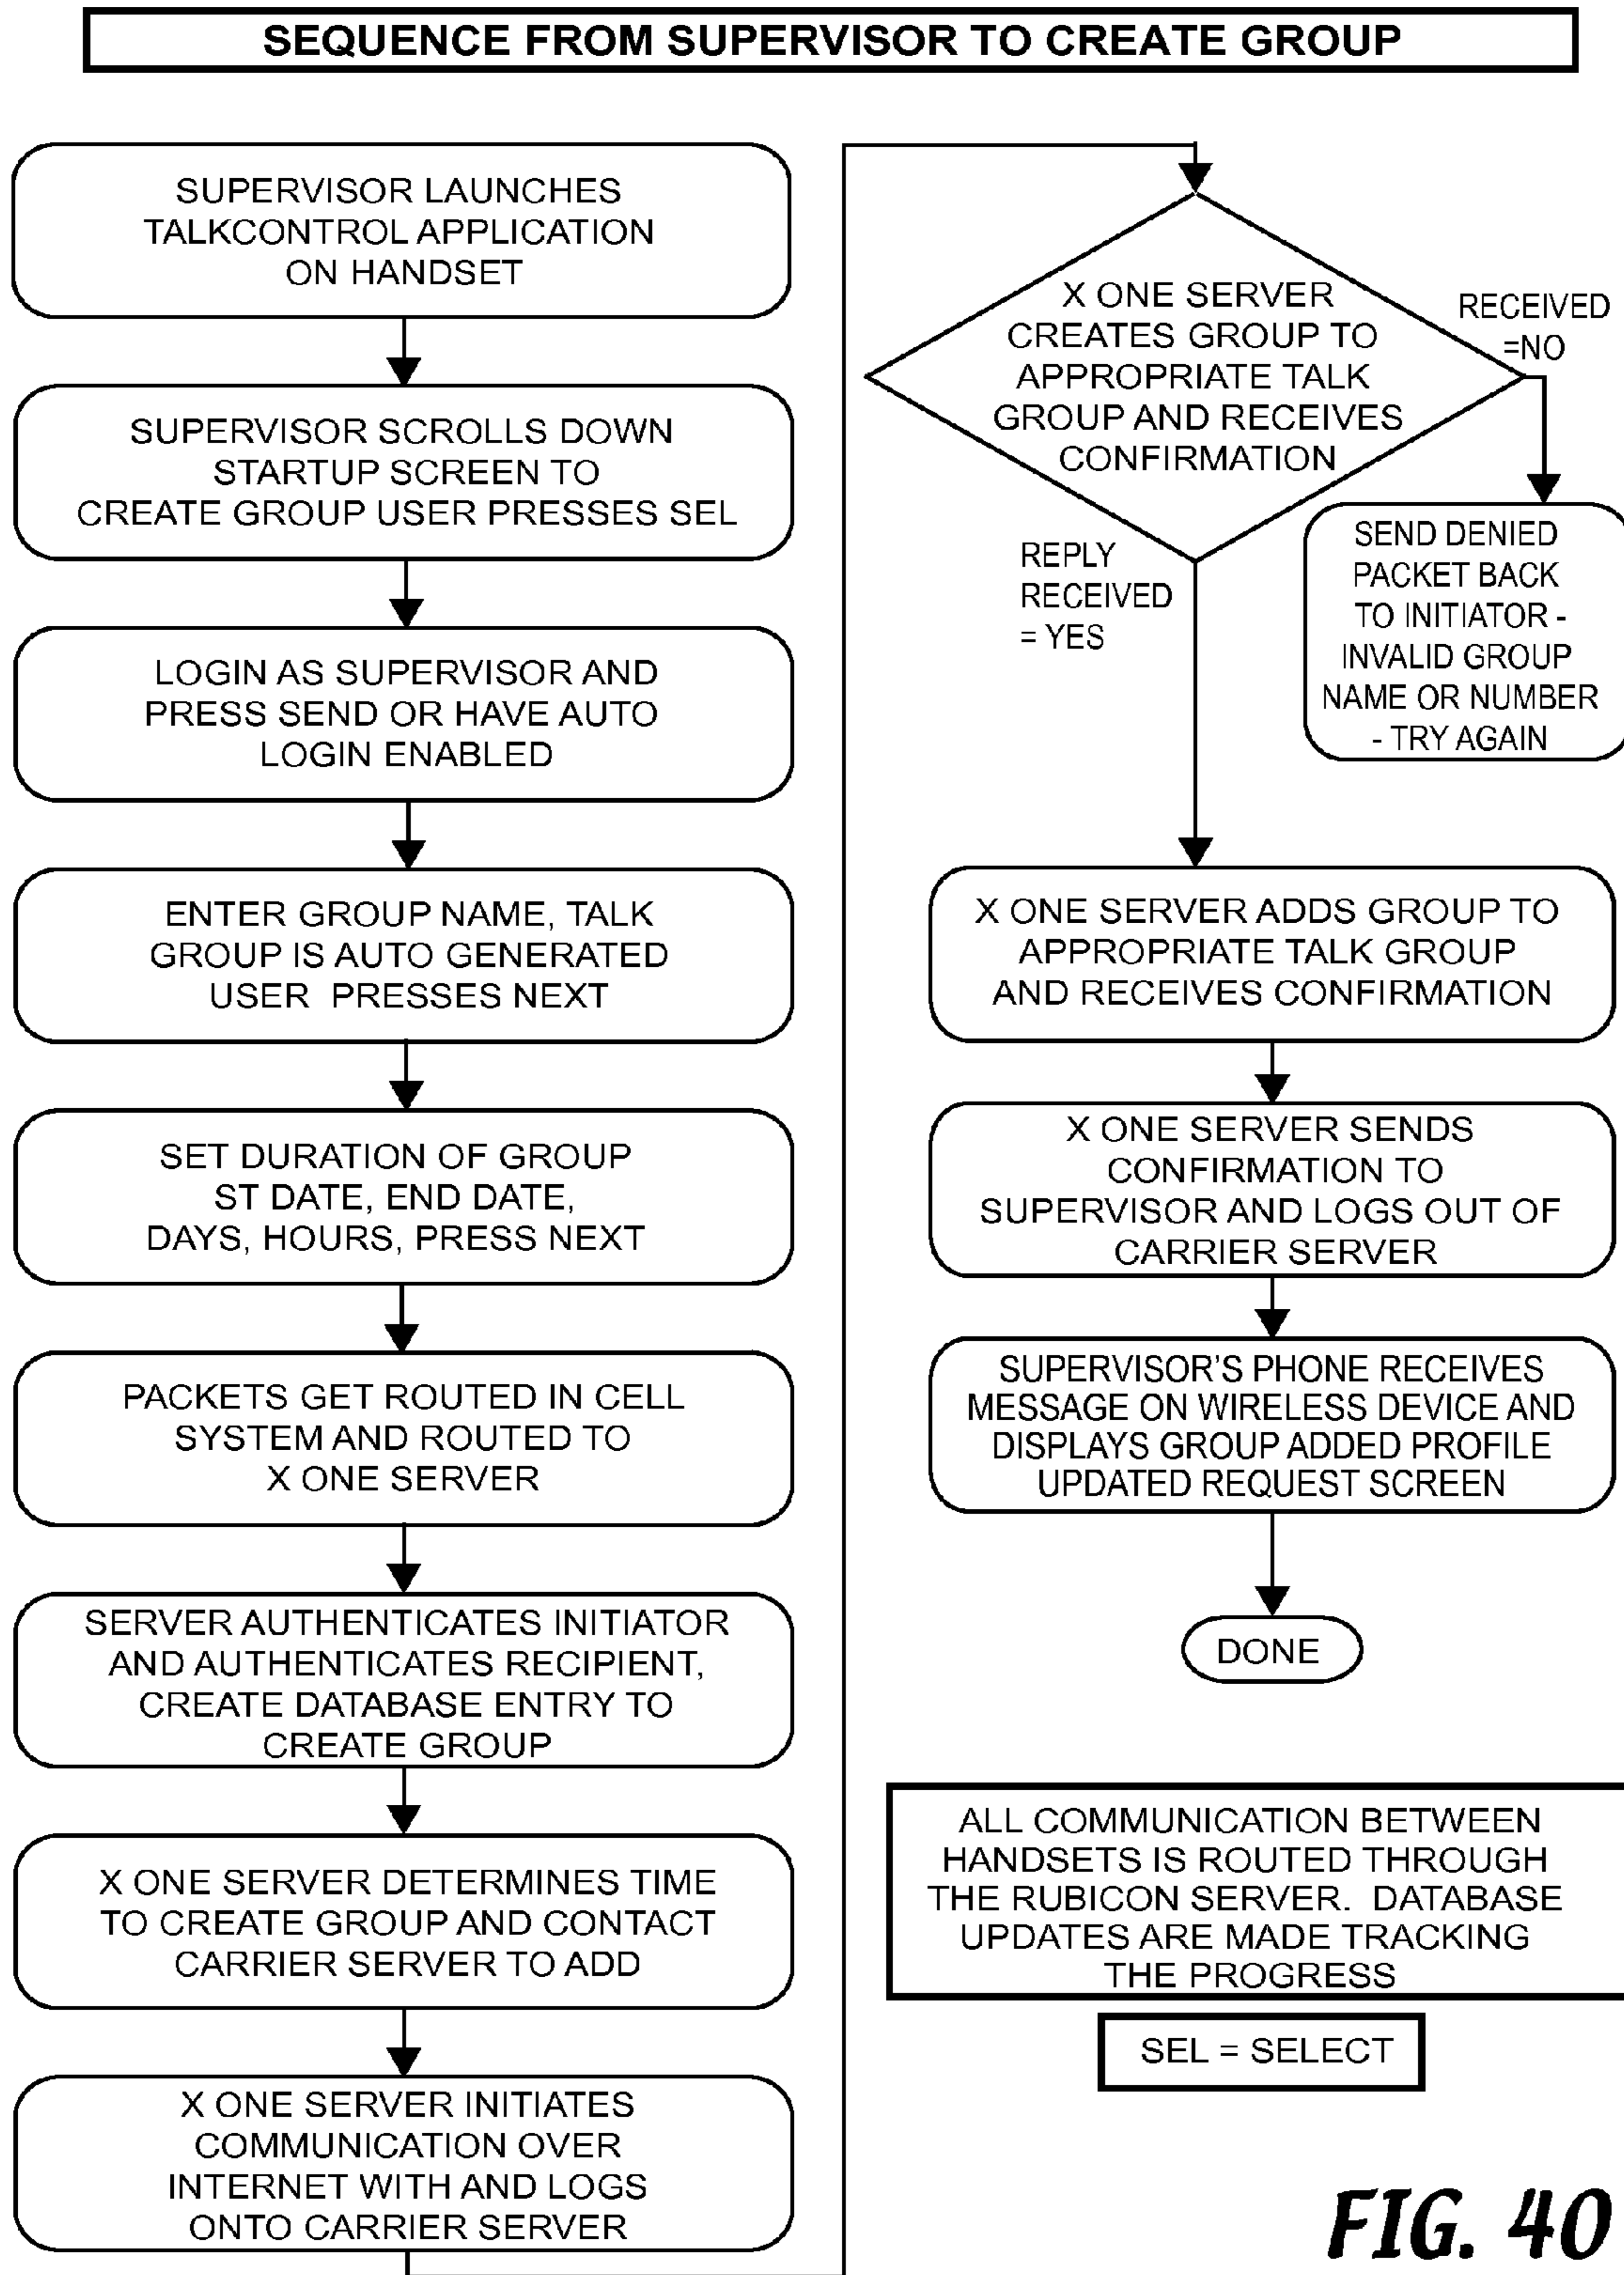 SEQUENCE FROM SUPERVISOR TO CREATE GROUP
SUPERVISOR LAUNCHES
TALKCONTROL APPLICATION
ON HANDSET
SUPERVISOR SCROLLS DOWN
STARTUP SCREEN TO
CREATE GROUP USER PRESSES SEL
LOGIN AS SUPERVISOR AND
PRESS SEND OR HAVE AUTO
LOGIN ENABLED
ENTER GROUP NAME, TALK
GROUP IS AUTO GENERATED
USER PRESSES NEXT
SET DURATION OF GROUP
ST DATE, END DATE,
DAYS, HOURS, PRESS NEXT
PACKETS GET ROUTED IN CELL
SYSTEM AND ROUTED TO
X ONE SERVER
SERVER AUTHENTICATES INITIATOR
AND AUTHENTICATES RECIPIENT,
CREATE DATABASE ENTRY TO
CREATE GROUP
X ONE SERVER DETERMINES TIME
TO CREATE GROUP AND CONTACT
CARRIER SERVER TO ADD
X ONE SERVER INITIATES
COMMUNICATION OVER
INTERNET WITH AND LOGS
ONTO CARRIER SERVER
X ONE SERVER
CREATES GROUP TO
APPROPRIATE TALK
GROUP AND RECEIVES
CONFIRMATION
RECEIVED
=NO
SEND DENIED
PACKET BACK
TO INITIATOR -
INVALID GROUP
NAME OR NUMBER
- TRY AGAIN
REPLY
RECEIVED
= YES
X ONE SERVER ADDS GROUP TO
APPROPRIATE TALK GROUP
AND RECEIVES CONFIRMATION
X ONE SERVER SENDS
CONFIRMATION TO
SUPERVISOR AND LOGS OUT OF
CARRIER SERVER
SUPERVISOR'S PHONE RECEIVES
MESSAGE ON WIRELESS DEVICE AND
DISPLAYS GROUP ADDED PROFILE
UPDATED REQUEST SCREEN
DONE
ALL COMMUNICATION BETWEEN
HANDSETS IS ROUTED THROUGH
THE RUBICON SERVER. DATABASE
UPDATES ARE MADE TRACKING
THE PROGRESS
SEL = SELECT
FIG. 40